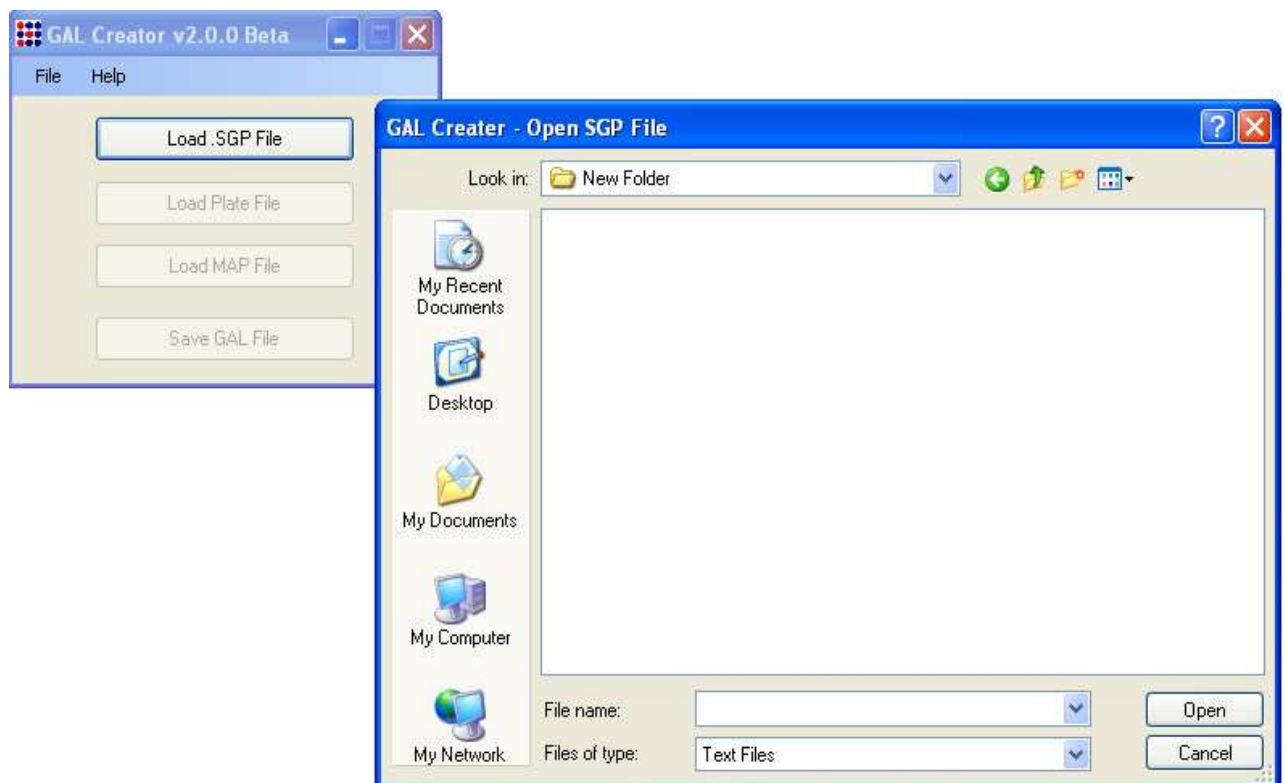 GAL Creator v2.0.0 Beta
File Help
Load .SGP File
Load Plate File
Load MAP File
Save GAL File
GAL Creater - Open SGP File
Look in: New Folder
My Recent
Documents
Desktop
My Documents
My Computer
My Network
File name:
Open
Files of type: Text Files
Cancel